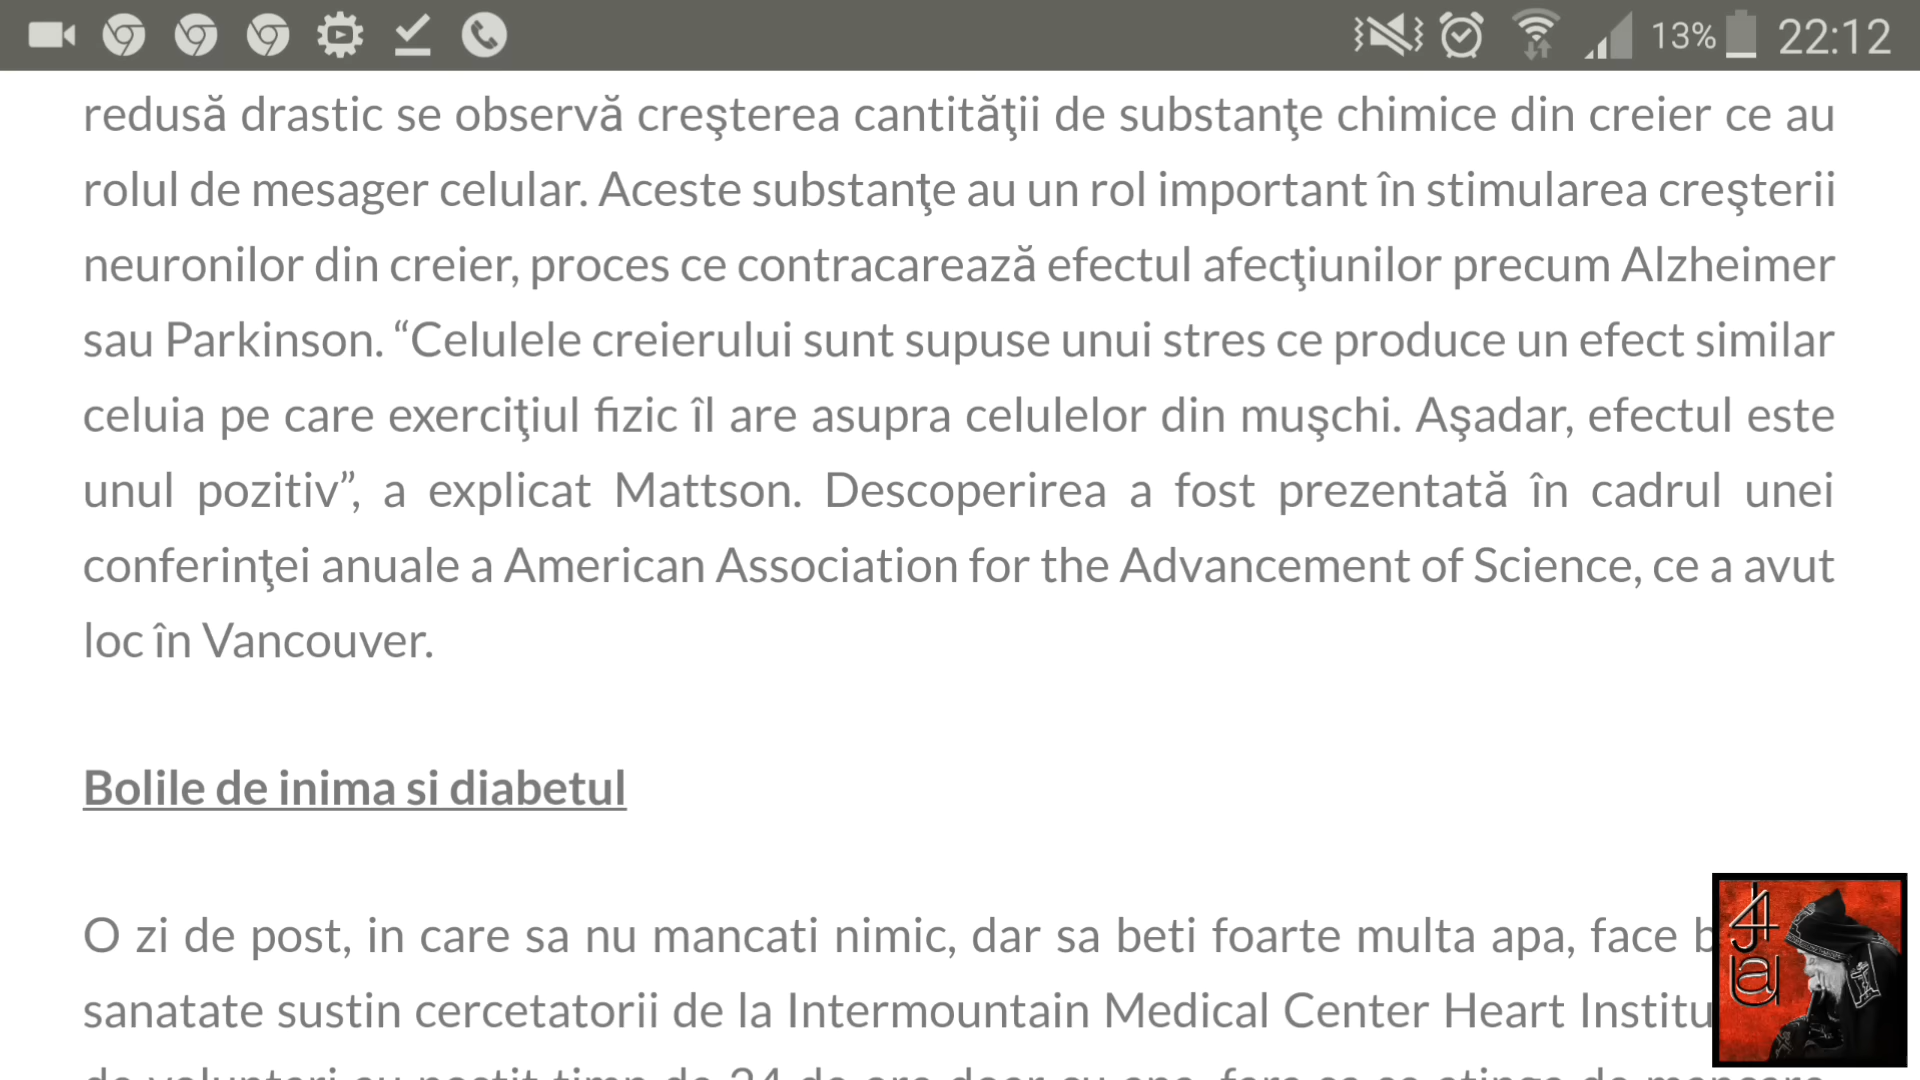 13% 22:12
redusă drastic se observă creşterea cantităţii de substanţe chimice din creier ce au
rolul de mesager celular. Aceste substanţe au un rol important în stimularea creşterii
neuronilor din creier, proces ce contracarează efectul afecţiunilor precum Alzheimer
sau Parkinson. “Celulele creierului sunt supuse unui stres ce produce un efect similar
celuia pe care exerciţiul fizic îl are asupra celulelor din muşchi. Aşadar, efectul este
unul pozitiv”, a explicat Mattson. Descoperirea a fost prezentată în cadrul unei
conferinţei anuale a American Association for the Advancement of Science, ce a avut
loc în Vancouver.
Bolile de inima si diabetul
O zi de post, in care sa nu mancati nimic, dar sa beti foarte multa apa, face
sanatate sustin cercetatorii de la Intermountain Medical Center Heart